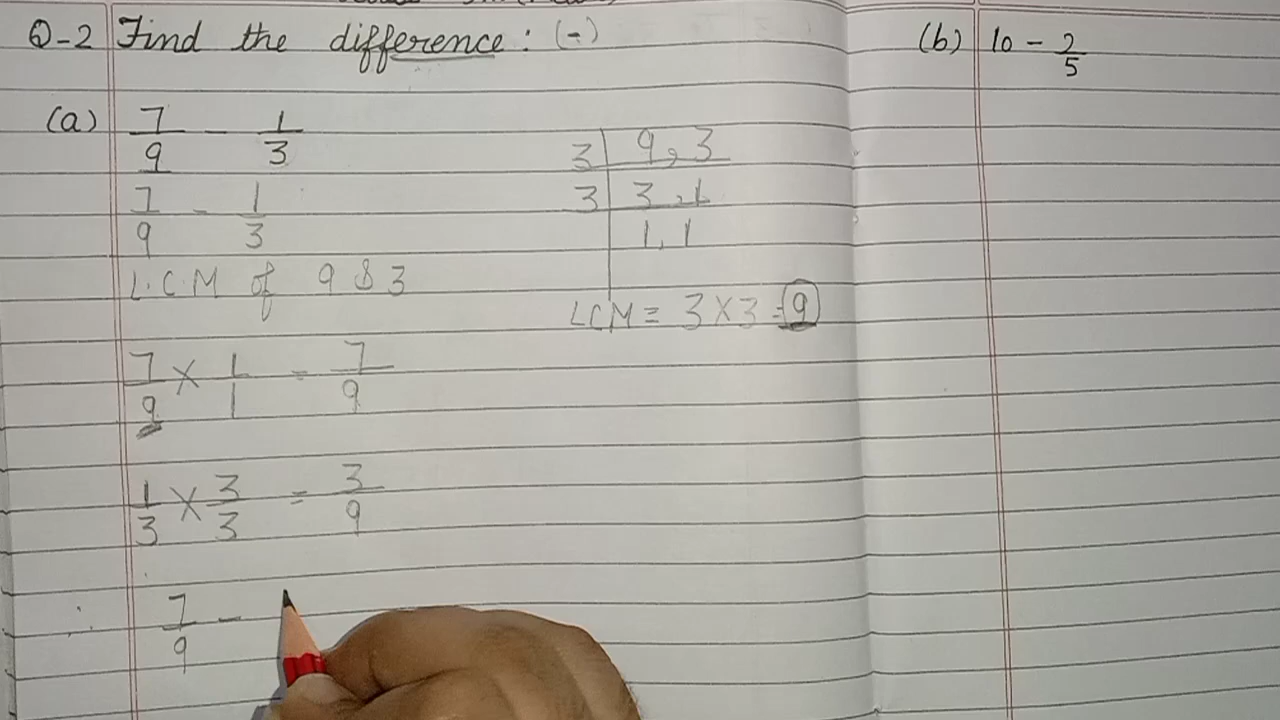 Q-2 Find the difference: (-)
(a) 7/9 - 1/3
7/9 - 1/3
L.C.M of 9 & 3
7/9 × 1/1 = 7/9
1/3 × 3/3 = 3/9
∴ 7/9 -
3 | 9, 3
3 | 3, 1
1, 1
LCM = 3 × 3 = 9
(b) 10 - 2/5